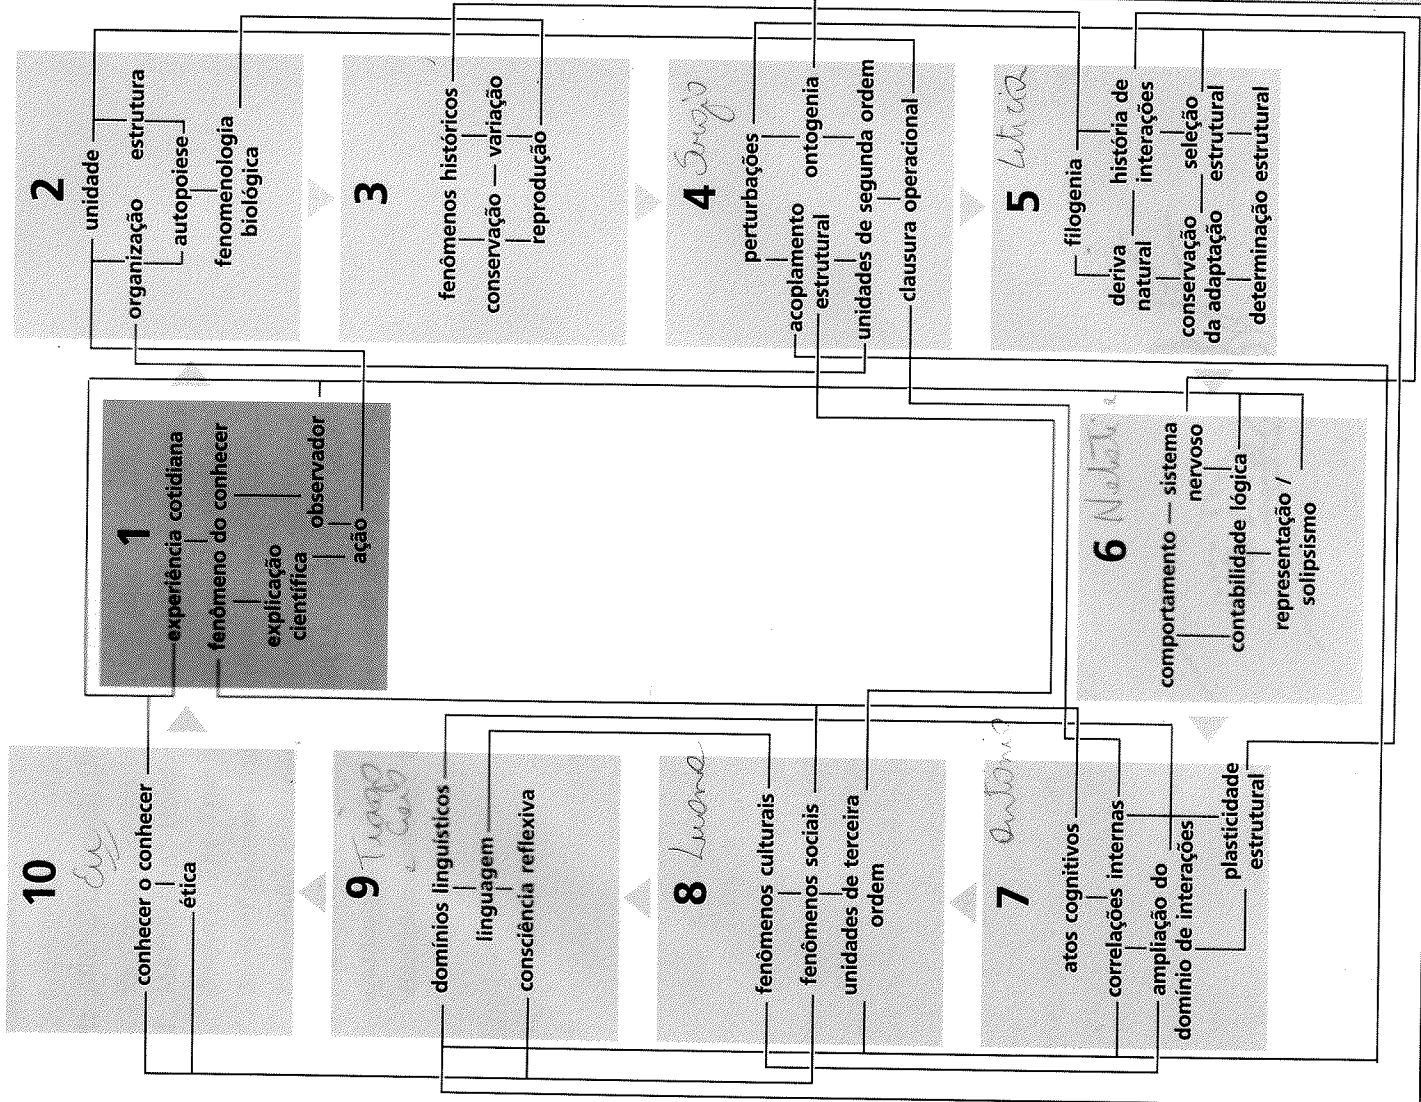 1
experiência cotidiana
fenômeno do conhecer
explicação
científica
observador
ação
2
unidade
organização
estrutura
autopoiese
fenomenologia
biológica
3
fenômenos históricos
conservação — variação
reprodução
4
Sergio
perturbações
acoplamento
estrutural
ontogenia
unidades de segunda ordem
clausura operacional
5
Leticia
filogenia
deriva
natural
história de
interações
conservação
da adaptação
seleção
estrutural
determinação estrutural
6
comportamento — sistema
nervoso
contabilidade lógica
representação /
solipsismo
7
Antonio
atos cognitivos
correlações internas
ampliação do
domínio de interações
plasticidade
estrutural
8
Luana
fenômenos culturais
fenômenos sociais
unidades de terceira
ordem
9
Tiago
domínios linguísticos
linguagem
consciência reflexiva
10
Eu
conhecer o conhecer
ética